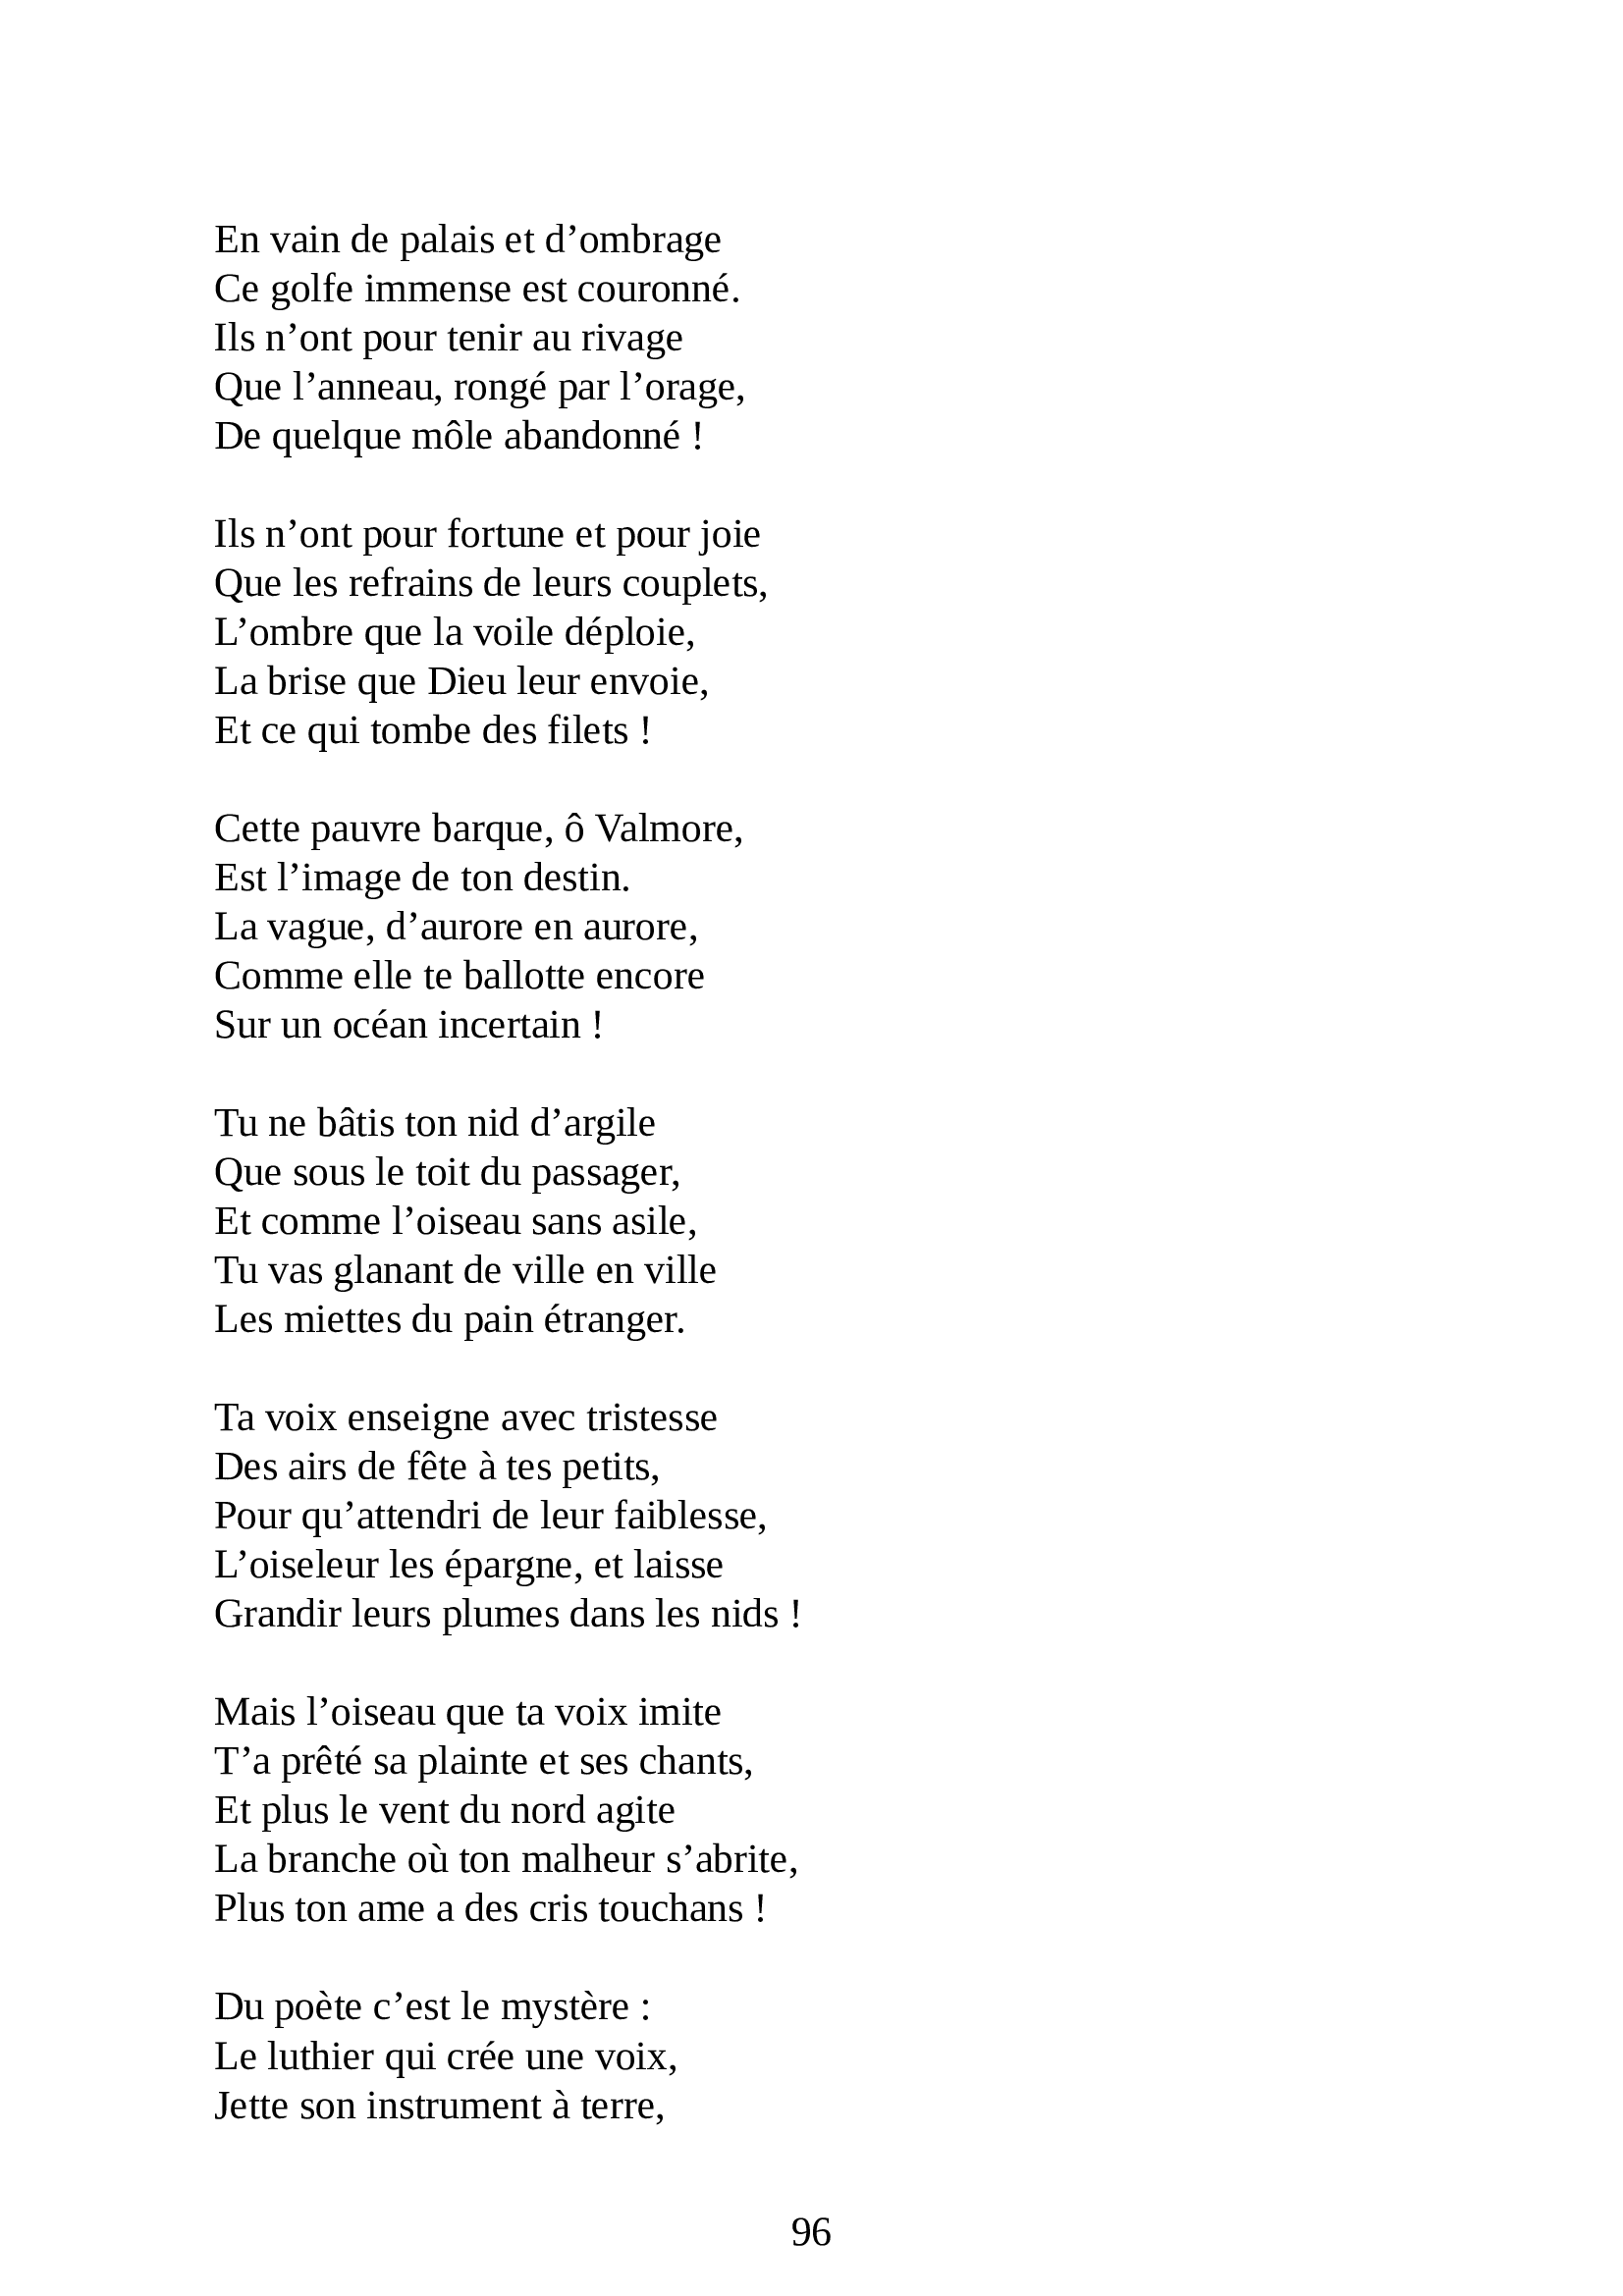 En vain de palais et d’ombrage
Ce golfe immense est couronné.
Ils n’ont pour tenir au rivage
Que l’anneau, rongé par l’orage,
De quelque môle abandonné !

Ils n’ont pour fortune et pour joie
Que les refrains de leurs couplets,
L’ombre que la voile déploie,
La brise que Dieu leur envoie,
Et ce qui tombe des filets !

Cette pauvre barque, ô Valmore,
Est l’image de ton destin.
La vague, d’aurore en aurore,
Comme elle te ballotte encore
Sur un océan incertain !

Tu ne bâtis ton nid d’argile
Que sous le toit du passager,
Et comme l’oiseau sans asile,
Tu vas glanant de ville en ville
Les miettes du pain étranger.

Ta voix enseigne avec tristesse
Des airs de fête à tes petits,
Pour qu’attendri de leur faiblesse,
L’oiseleur les épargne, et laisse
Grandir leurs plumes dans les nids !

Mais l’oiseau que ta voix imite
T’a prêté sa plainte et ses chants,
Et plus le vent du nord agite
La branche où ton malheur s’abrite,
Plus ton ame a des cris touchans !

Du poète c’est le mystère :
Le luthier qui crée une voix,
Jette son instrument à terre,

96